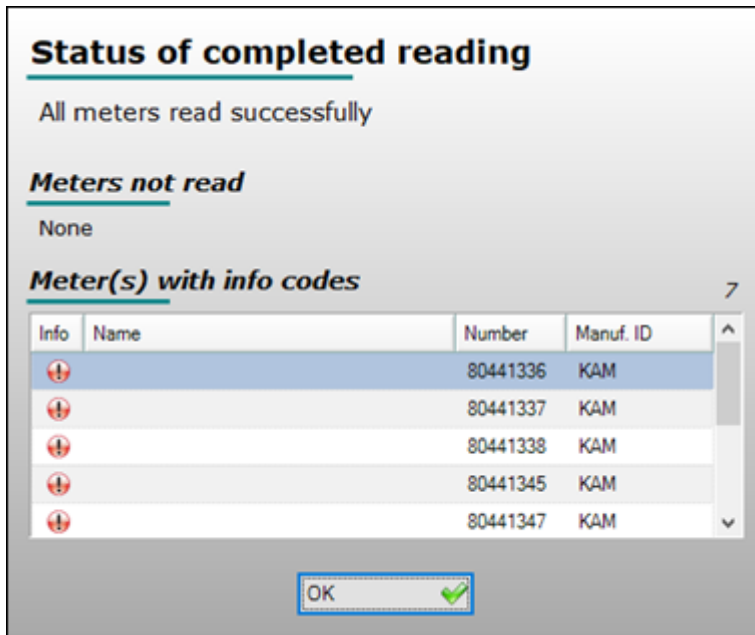 Status of completed reading
All meters read successfully
Meters not read
None
Meter(s) with info codes
7
Info Name Number Manuf. ID
80441336 KAM
80441337 KAM
80441338 KAM
80441345 KAM
80441347 KAM
OK